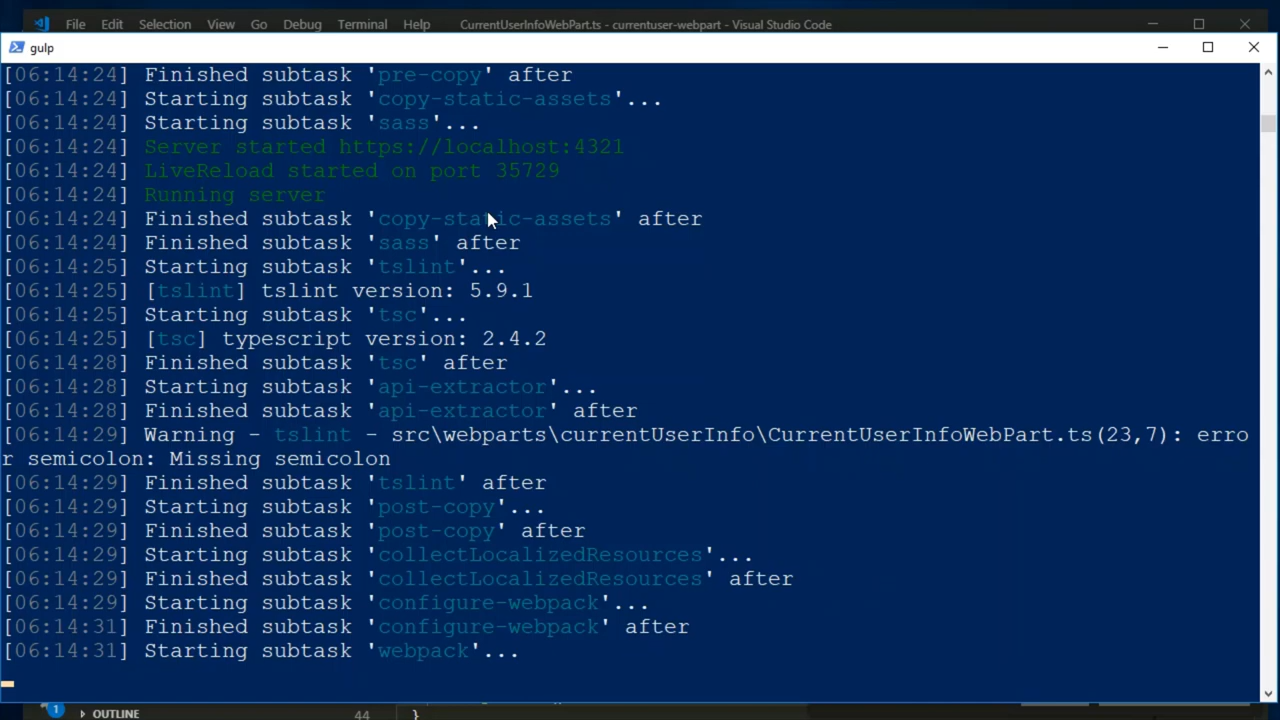 File Edit Selection View Go Debug Terminal Help CurrentUserInfoWebPart.ts - currentuser-webpart - Visual Studio Code
gulp
[06:14:24] Finished subtask 'pre-copy' after
[06:14:24] Starting subtask 'copy-static-assets'...
[06:14:24] Starting subtask 'sass'...
[06:14:24] Server started https://localhost:4321
[06:14:24] LiveReload started on port 35729
[06:14:24] Running server
[06:14:24] Finished subtask 'copy-static-assets' after
[06:14:24] Finished subtask 'sass' after
[06:14:25] Starting subtask 'tslint'...
[06:14:25] [tslint] tslint version: 5.9.1
[06:14:25] Starting subtask 'tsc'...
[06:14:25] [tsc] typescript version: 2.4.2
[06:14:28] Finished subtask 'tsc' after
[06:14:28] Starting subtask 'api-extractor'...
[06:14:28] Finished subtask 'api-extractor' after
[06:14:29] Warning - tslint - src\webparts\currentUserInfo\CurrentUserInfoWebPart.ts(23,7): erro
r semicolon: Missing semicolon
[06:14:29] Finished subtask 'tslint' after
[06:14:29] Starting subtask 'post-copy'...
[06:14:29] Finished subtask 'post-copy' after
[06:14:29] Starting subtask 'collectLocalizedResources'...
[06:14:29] Finished subtask 'collectLocalizedResources' after
[06:14:29] Starting subtask 'configure-webpack'...
[06:14:31] Finished subtask 'configure-webpack' after
[06:14:31] Starting subtask 'webpack'...
1 OUTLINE 44 }